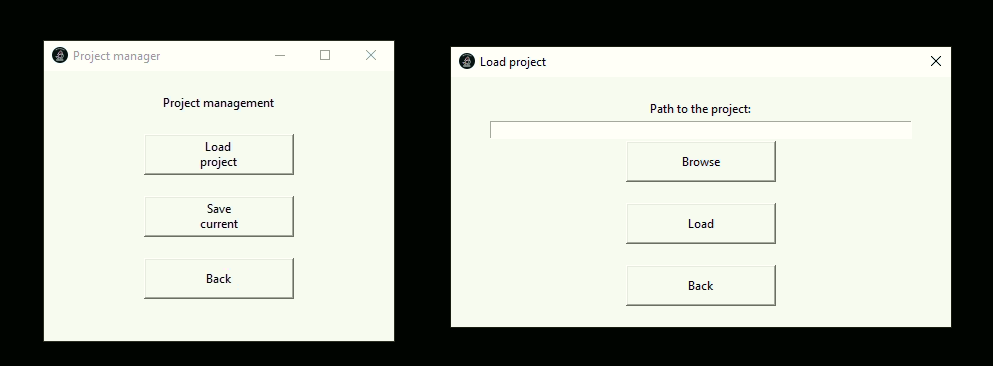 Project manager
Project management
Load
project
Save
current
Back
Load project
Path to the project:
Browse
Load
Back